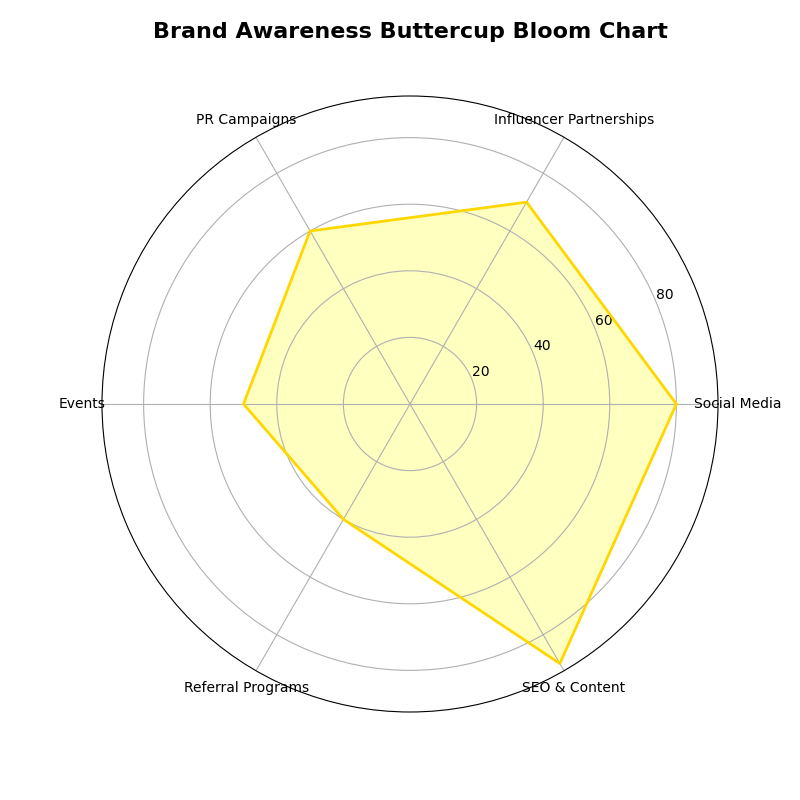 Brand Awareness Buttercup Bloom Chart
PR Campaigns
Influencer Partnerships
80
60
40
20
Events
Social Media
Referral Programs
SEO & Content